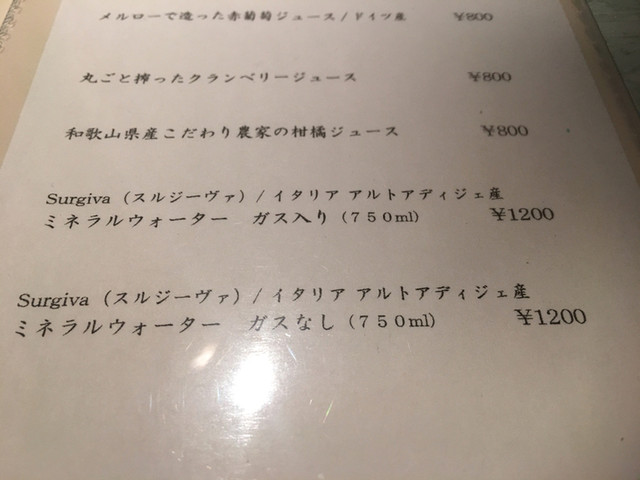 メルローで造った赤葡萄ジュース/ドイツ産 ¥800
丸ごと搾ったクランベリージュース ¥800
和歌山県産こだわり農家の柑橘ジュース ¥800
Surgiva（スルジーヴァ）/イタリア アルトアディジェ産
ミネラルウォーター ガス入り（７５０ml） ¥1200
Surgiva（スルジーヴァ）/イタリア アルトアディジェ産
ミネラルウォーター ガスなし（７５０ml） ¥1200